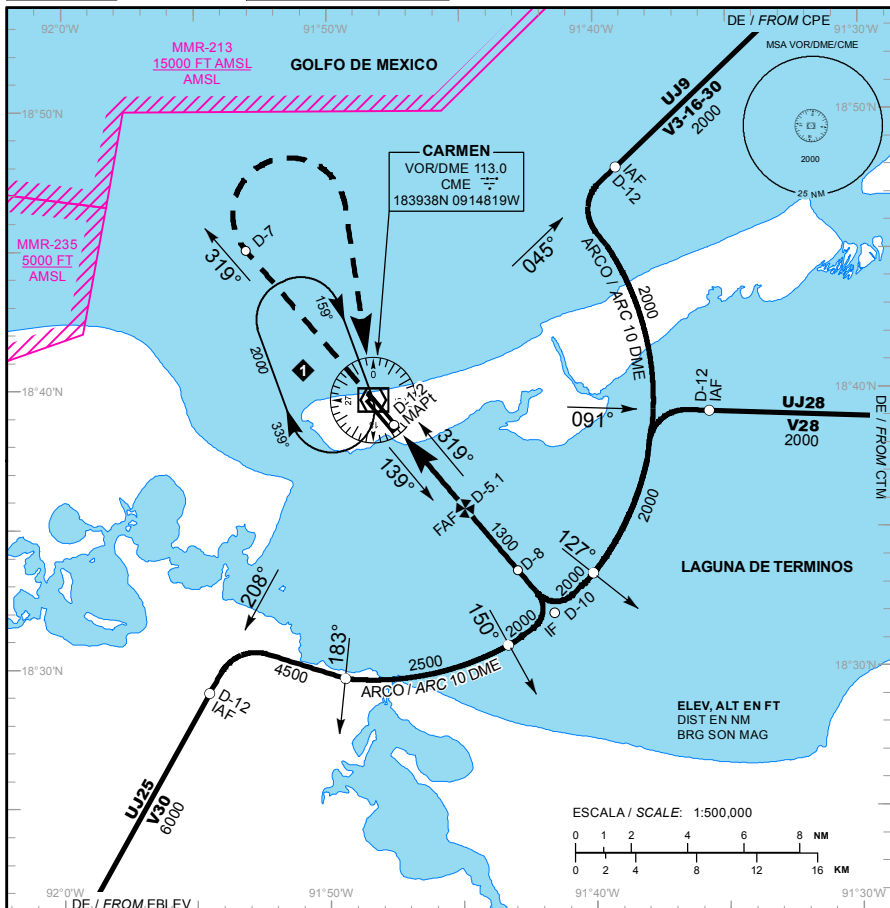 DE / FROM CPE
92°0'W
91°50'W
91°40'W
91°30'W
MMR-213
15000 FT AMSL
AMSL
GOLFO DE MEXICO
MSA VOR/DME/CME
2000
25 NM
UJ9
V3-16-30
2000
18°50'N
18°50'N
CARMEN
VOR/DME 113.0
CME
183938N 0914819W
IAF
D-12
MMR-235
5000 FT
AMSL
D-7
319°
045°
ARCO / ARC 10 DME
2000
159°
2000
1
339°
0
27
D-1.2
MAPt
18°40'N
18°40'N
D-12
IAF
UJ28
V28
2000
DE / FROM CTM
091°
319°
139°
D-5.1
FAF
2000
1300
D-8
127°
2000
D-10
IF
LAGUNA DE TERMINOS
208°
183°
150°
2000
18°30'N
18°30'N
4500
2500
ARCO / ARC 10 DME
D-12
IAF
ELEV, ALT EN FT
DIST EN NM
BRG SON MAG
UJ25
V30
6000
ESCALA / SCALE: 1:500,000
0 1 2 4 6 8 NM
0 2 4 8 12 16 KM
92°0'W
91°50'W
91°40'W
91°30'W
DE / FROM EBLEV